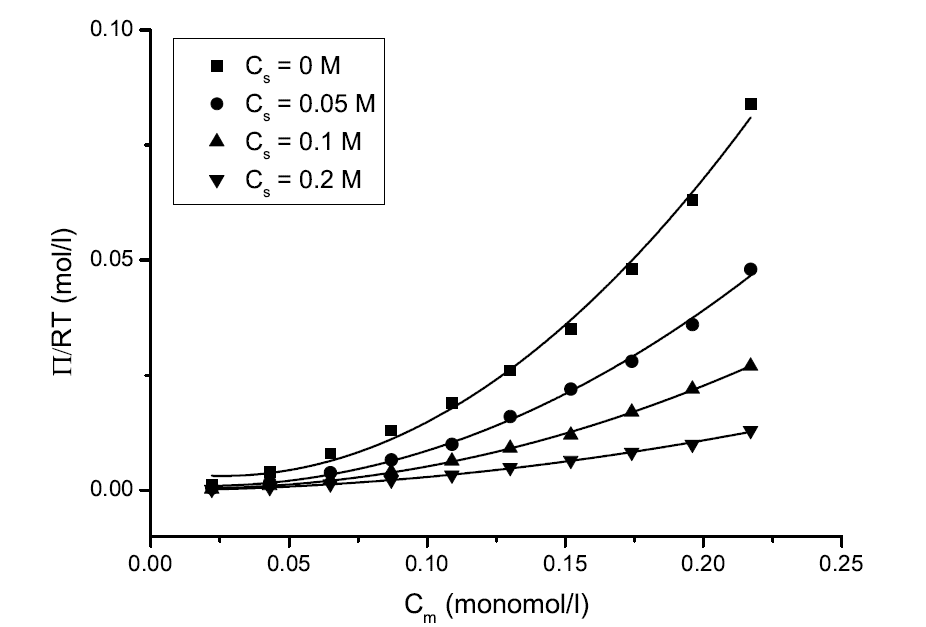 0.10
C_s = 0 M
C_s = 0.05 M
C_s = 0.1 M
C_s = 0.2 M
0.05
Π/RT (mol/l)
0.00
0.00 0.05 0.10 0.15 0.20 0.25
C_m (monomol/l)